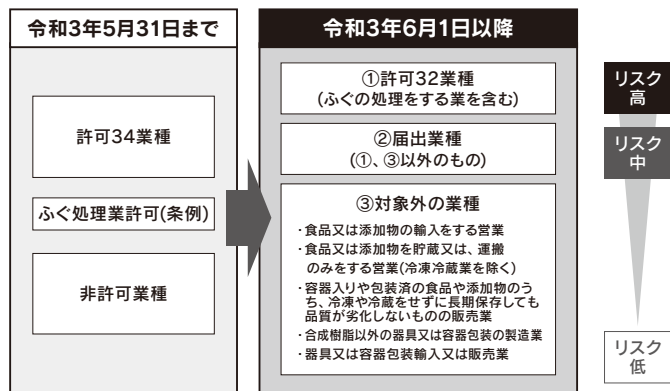 令和3年5月31日まで
許可34業種
ふぐ処理業許可(条例)
非許可業種
令和3年6月1日以降
①許可32業種
(ふぐの処理をする業を含む)
②届出業種
(①、③以外のもの)
③対象外の業種
・食品又は添加物の輸入をする営業
・食品又は添加物を貯蔵又は、運搬
のみをする営業(冷凍冷蔵業を除く)
・容器入りや包装済の食品や添加物のう
ち、冷凍や冷蔵をせずに長期保存しても
品質が劣化しないものの販売業
・合成樹脂以外の器具又は容器包装の製造業
・器具又は容器包装輸入又は販売業
リスク
高
リスク
中
リスク
低